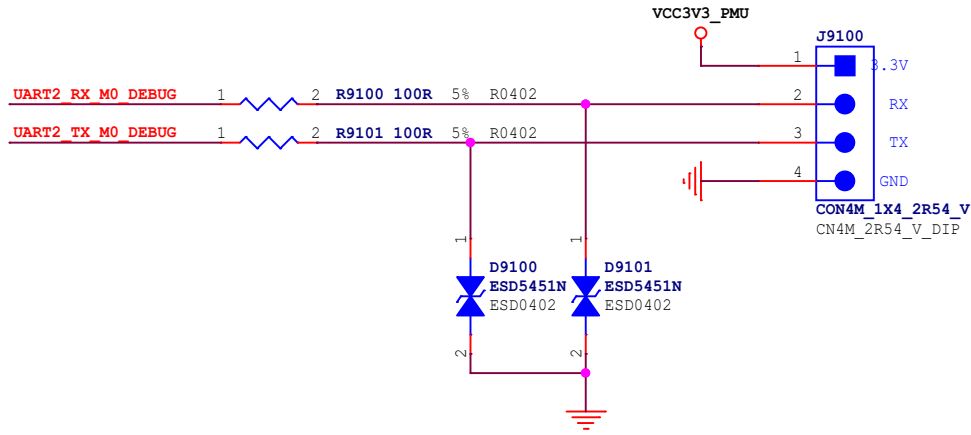 VCC3V3_PMU
J9100
1 3.3V
UART2_RX_M0_DEBUG 1 2 R9100 100R 5% R0402 2 RX
UART2_TX_M0_DEBUG 1 2 R9101 100R 5% R0402 3 TX
4 GND
CON4M_1X4_2R54_V
CN4M_2R54_V_DIP
1 1
D9100 D9101
ESD5451N ESD5451N
ESD0402 ESD0402
2 2